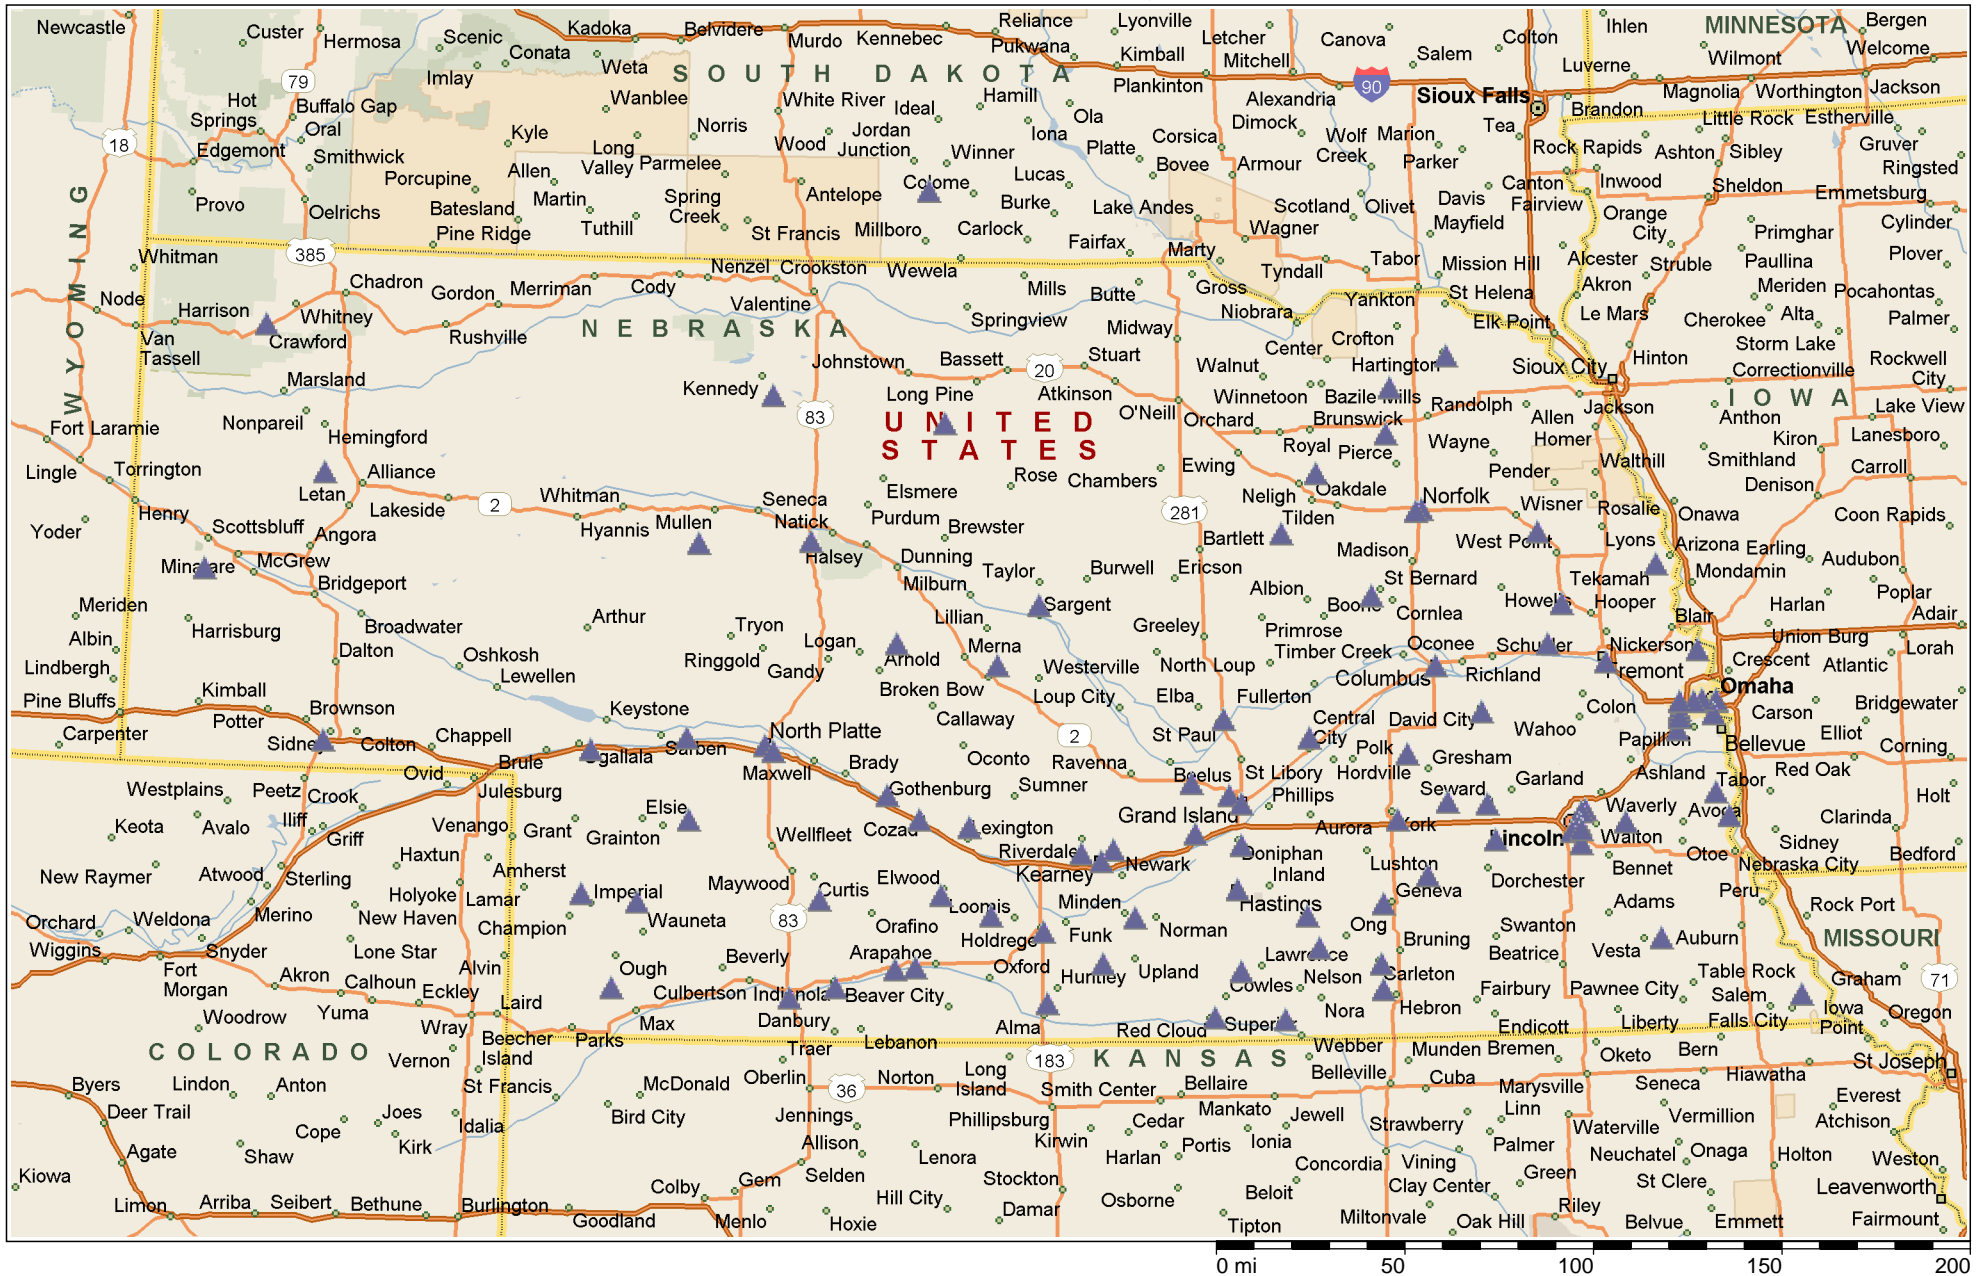 Newcastle
Custer
Hermosa
Scenic
Conata
Imlay
Kadoka
Weta
Wanblee
Belvidere
Murdo
Kennebec
Reliance
Pukwana
Lyonville
Kimball
Plankinton
Letcher
Mitchell
Canova
Salem
Colton
Ihlen
MINNESOTA
Bergen
Wilmont
Welcome
Luverne
Magnolia
Worthington
Jackson
SOUTH DAKOTA
79
18
90
Hot
Springs
Buffalo Gap
Oral
Edgemont
Smithwick
Provo
Oelrichs
Porcupine
Kyle
Allen
Martin
Batesland
Pine Ridge
Long
Valley
Parmelee
Norris
Spring
Creek
Tuthill
St Francis
White River
Wood
Ideal
Jordan
Junction
Hamill
Ola
Iona
Winner
Antelope
Colome
Lucas
Burke
Millboro
Carlock
Fairfax
Platte
Corsica
Bovee
Armour
Lake Andes
Alexandria
Dimock
Wolf
Creek
Marion
Parker
Sioux Falls
Tea
Brandon
Rock Rapids
Little Rock
Estherville
Ashton
Sibley
Gruver
Ringsted
Canton
Fairview
Inwood
Sheldon
Emmetsburg
Scotland
Olivet
Davis
Mayfield
Orange
City
Cylinder
Wagner
Primghar
Plover
Marty
Tyndall
Tabor
Mission Hill
Alcester
Struble
Paullina
WYOMING
385
Whitman
Node
Harrison
Van
Tassell
Chadron
Whitney
Crawford
Gordon
Rushville
Merriman
Cody
Nenzel
Crookston
Valentine
Wewela
Mills
Springview
Butte
Midway
Gross
Niobrara
Yankton
St Helena
Elk Point
Akron
Le Mars
Meriden
Pocahontas
Cherokee
Alta
Palmer
NEBRASKA
Marsland
Johnstown
Bassett
Stuart
20
Walnut
Center
Crofton
Hartington
Sioux City
Hinton
Storm Lake
Correctionville
Rockwell
City
Nonpareil
Hemingford
Kennedy
83
Long Pine
Atkinson
O'Neill
Winnetoon
Bazile Mills
Orchard
Brunswick
Randolph
Allen
Homer
Jackson
IOWA
Anthon
Lake View
Fort Laramie
UNITED
STATES
Royal
Pierce
Wayne
Kiron
Lanesboro
Lingle
Torrington
Alliance
Letan
Lakeside
Rose
Chambers
Ewing
Pender
Walthill
Smithland
Carroll
Denison
2
Whitman
Hyannis
Mullen
Seneca
Natick
Halsey
Elsmere
Purdum
Brewster
281
Neligh
Oakdale
Tilden
Norfolk
Wisner
Rosalie
Onawa
Coon Rapids
Henry
Yoder
Scottsbluff
Angora
McGrew
Minatare
Bridgeport
Dunning
Milburn
Taylor
Burwell
Bartlett
Ericson
Madison
West Point
Lyons
Arizona
Earling
Mondamin
Audubon
Meriden
Albin
Lindbergh
Harrisburg
Broadwater
Arthur
Tryon
Sargent
Albion
Boone
St Bernard
Cornlea
Howells
Tekamah
Hooper
Blair
Harlan
Poplar
Adair
Dalton
Oshkosh
Lewellen
Ringgold
Logan
Gandy
Lillian
Arnold
Merna
Greeley
Primrose
Timber Creek
Oconee
Schuyler
Nickerson
Union Burg
Lorah
Westerville
North Loup
Columbus
Richland
Fremont
Crescent
Atlantic
Pine Bluffs
Kimball
Potter
Brownson
Keystone
Broken Bow
Callaway
Loup City
Elba
Fullerton
Omaha
Carson
Bridgewater
Carpenter
Sidney
Colton
Chappell
Brule
Ogallala
Sarben
North Platte
Maxwell
2
St Paul
Central
City
David City
Wahoo
Colon
Papillion
Bellevue
Elliot
Corning
Westplains
Peetz
Crook
Ovid
Julesburg
Brady
Oconto
Ravenna
Boelus
St Libory
Polk
Hordville
Gresham
Garland
Ashland
Tabor
Red Oak
Keota
Avalo
Iliff
Griff
Venango
Grant
Elsie
Grainton
Gothenburg
Sumner
Phillips
Seward
Waverly
Avoca
Clarinda
Holt
Wellfleet
Cozad
Lexington
Grand Island
Aurora
York
Lincoln
Walton
Sidney
New Raymer
Atwood
Sterling
Haxtun
Amherst
Riverdale
Kearney
Newark
Doniphan
Inland
Lushton
Bennet
Otoe
Nebraska City
Bedford
Orchard
Weldona
Merino
Holyoke
New Haven
Lamar
Champion
Imperial
Wauneta
Maywood
Curtis
Elwood
Loomis
Minden
Hastings
Geneva
Dorchester
Adams
Peru
Rock Port
Wiggins
Snyder
Lone Star
83
Orafino
Holdrege
Funk
Norman
Ong
Swanton
Beatrice
Vesta
Auburn
MISSOURI
Fort
Morgan
Akron
Calhoun
Yuma
Eckley
Alvin
Laird
Ough
Culbertson
Beverly
Indianola
Arapahoe
Beaver City
Oxford
Huntley
Upland
Lawrence
Bruning
Nelson
Carleton
Table Rock
Graham
71
Woodrow
Wray
Beecher
Island
Parks
Max
Danbury
Lebanon
Alma
Cowles
Red Cloud
Superior
Nora
Hebron
Fairbury
Pawnee City
Salem
Endicott
Liberty
Falls City
Iowa
Point
Oregon
COLORADO
Vernon
Traer
183
KANSAS
Webber
Munden
Bremen
Oketo
Bern
St Joseph
Byers
Lindon
Anton
St Francis
McDonald
Oberlin
36
Norton
Long
Island
Smith Center
Bellaire
Belleville
Cuba
Marysville
Seneca
Hiawatha
Deer Trail
Cope
Joes
Idalia
Bird City
Jennings
Phillipsburg
Cedar
Mankato
Jewell
Linn
Vermillion
Everest
Atchison
Agate
Shaw
Kirk
Allison
Kirwin
Harlan
Portis
Ionia
Strawberry
Palmer
Waterville
Neuchatel
Onaga
Holton
Weston
Kiowa
Colby
Gem
Selden
Lenora
Stockton
Concordia
Vining
Green
St Clere
Leavenworth
Limon
Arriba
Seibert
Bethune
Burlington
Goodland
Menlo
Hoxie
Hill City
Damar
Osborne
Beloit
Tipton
Clay Center
Miltonvale
Oak Hill
Riley
Belvue
Emmett
Fairmount
0 mi
50
100
150
200